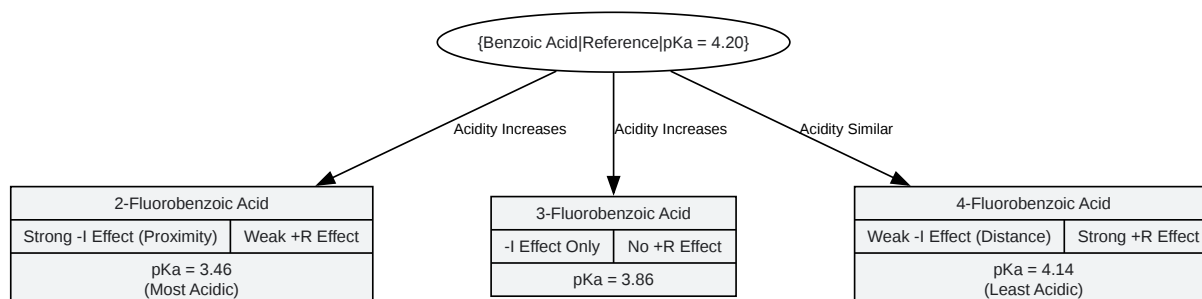 {Benzoic Acid|Reference|pKa = 4.20}
Acidity Increases
Acidity Increases
Acidity Similar
2-Fluorobenzoic Acid
Strong -I Effect (Proximity)
Weak +R Effect
pKa = 3.46
(Most Acidic)
3-Fluorobenzoic Acid
-I Effect Only
No +R Effect
pKa = 3.86
4-Fluorobenzoic Acid
Weak -I Effect (Distance)
Strong +R Effect
pKa = 4.14
(Least Acidic)